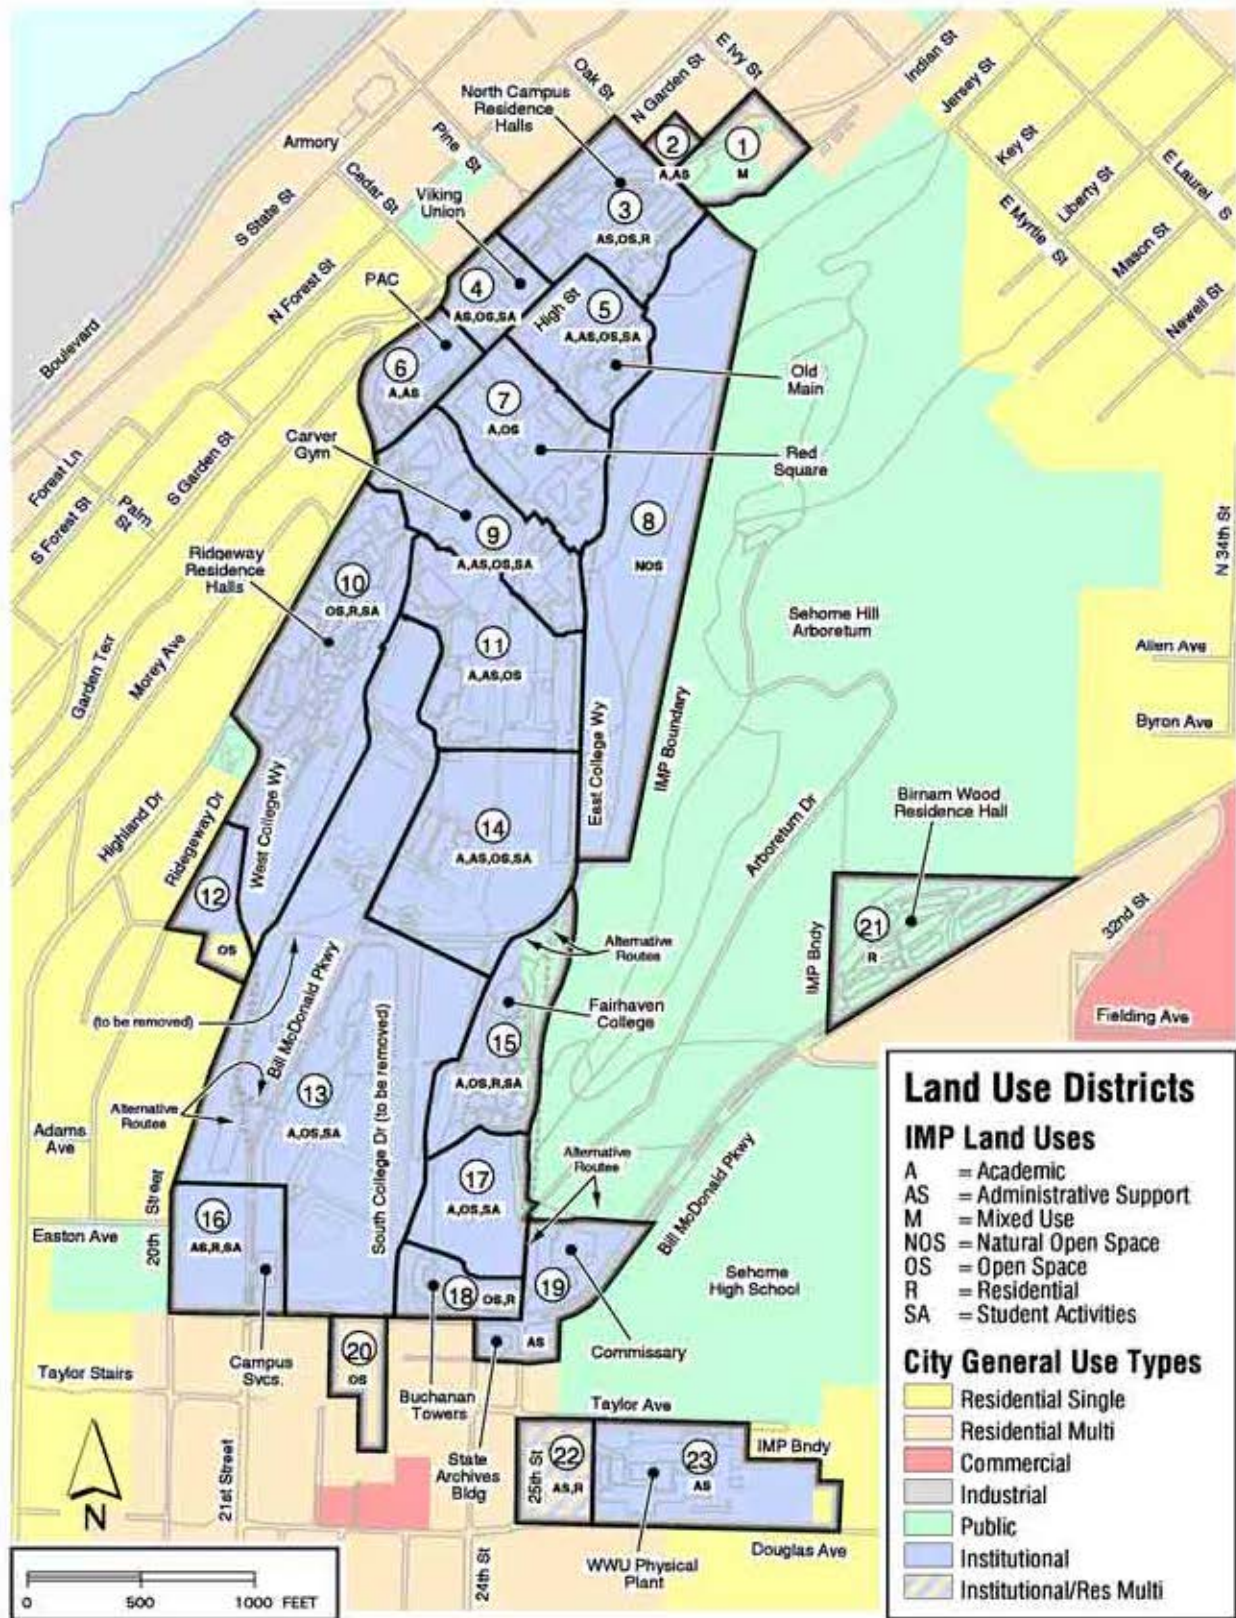 Oak St
N Garden St
E Ivy St
Indian St
Jersey St
Key St
E Laurel S
Liberty St
E Myrtle St
Mason St
Newell St
North Campus
Residence
Halls
Armory
Pine St
Cedar St
S State St
Viking
Union
2
A,AS
1
M
3
AS,OS,R
N Forest St
PAC
4
AS,OS,SA
High St
5
A,AS,OS,SA
Boulevard
6
A,AS
Old
Main
7
A,OS
Carver
Gym
Red
Square
Forest Ln
S Forest St
Palm
St
S Garden St
8
NOS
N 34th St
9
A,AS,OS,SA
Ridgeway
Residence
Halls
10
OS,R,SA
Sehome Hill
Arboretum
11
A,AS,OS
Garden Terr
Morey Ave
Allen Ave
Byron Ave
East College Wy
IMP Boundary
West College Wy
Highland Dr
Ridgeway Dr
14
A,AS,OS,SA
Arboretum Dr
Birnam Wood
Residence Hall
12
OS
21
R
IMP Bndy
32nd St
Alternative
Routes
Fairhaven
College
Fielding Ave
(to be removed)
Bill McDonald Pkwy
South College Dr (to be removed)
15
A,OS,R,SA
13
A,OS,SA
Alternative
Routes
Adams
Ave
Alternative
Routes
17
A,OS,SA
Bill McDonald Pkwy
16
AS,R,SA
Easton Ave
20th Street
18
OS,R
19
AS
Sehome
High School
Commissary
20
OS
Taylor Stairs
Campus
Svcs.
Buchanan
Towers
Taylor Ave
State
Archives
Bldg
25th St
22
AS,R
23
AS
IMP Bndy
21st Street
24th St
WWU Physical
Plant
Douglas Ave
N
0 500 1000 FEET
Land Use Districts
IMP Land Uses
A = Academic
AS = Administrative Support
M = Mixed Use
NOS = Natural Open Space
OS = Open Space
R = Residential
SA = Student Activities
City General Use Types
Residential Single
Residential Multi
Commercial
Industrial
Public
Institutional
Institutional/Res Multi